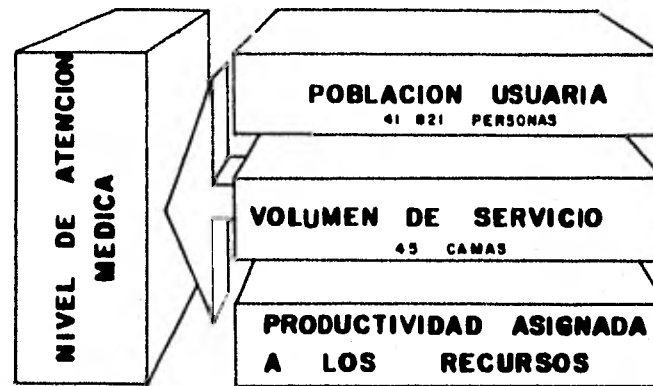 NIVEL DE ATENCION
MEDICA
POBLACION USUARIA
41 821 PERSONAS
VOLUMEN DE SERVICIO
45 CAMAS
PRODUCTIVIDAD ASIGNADA
A LOS RECURSOS